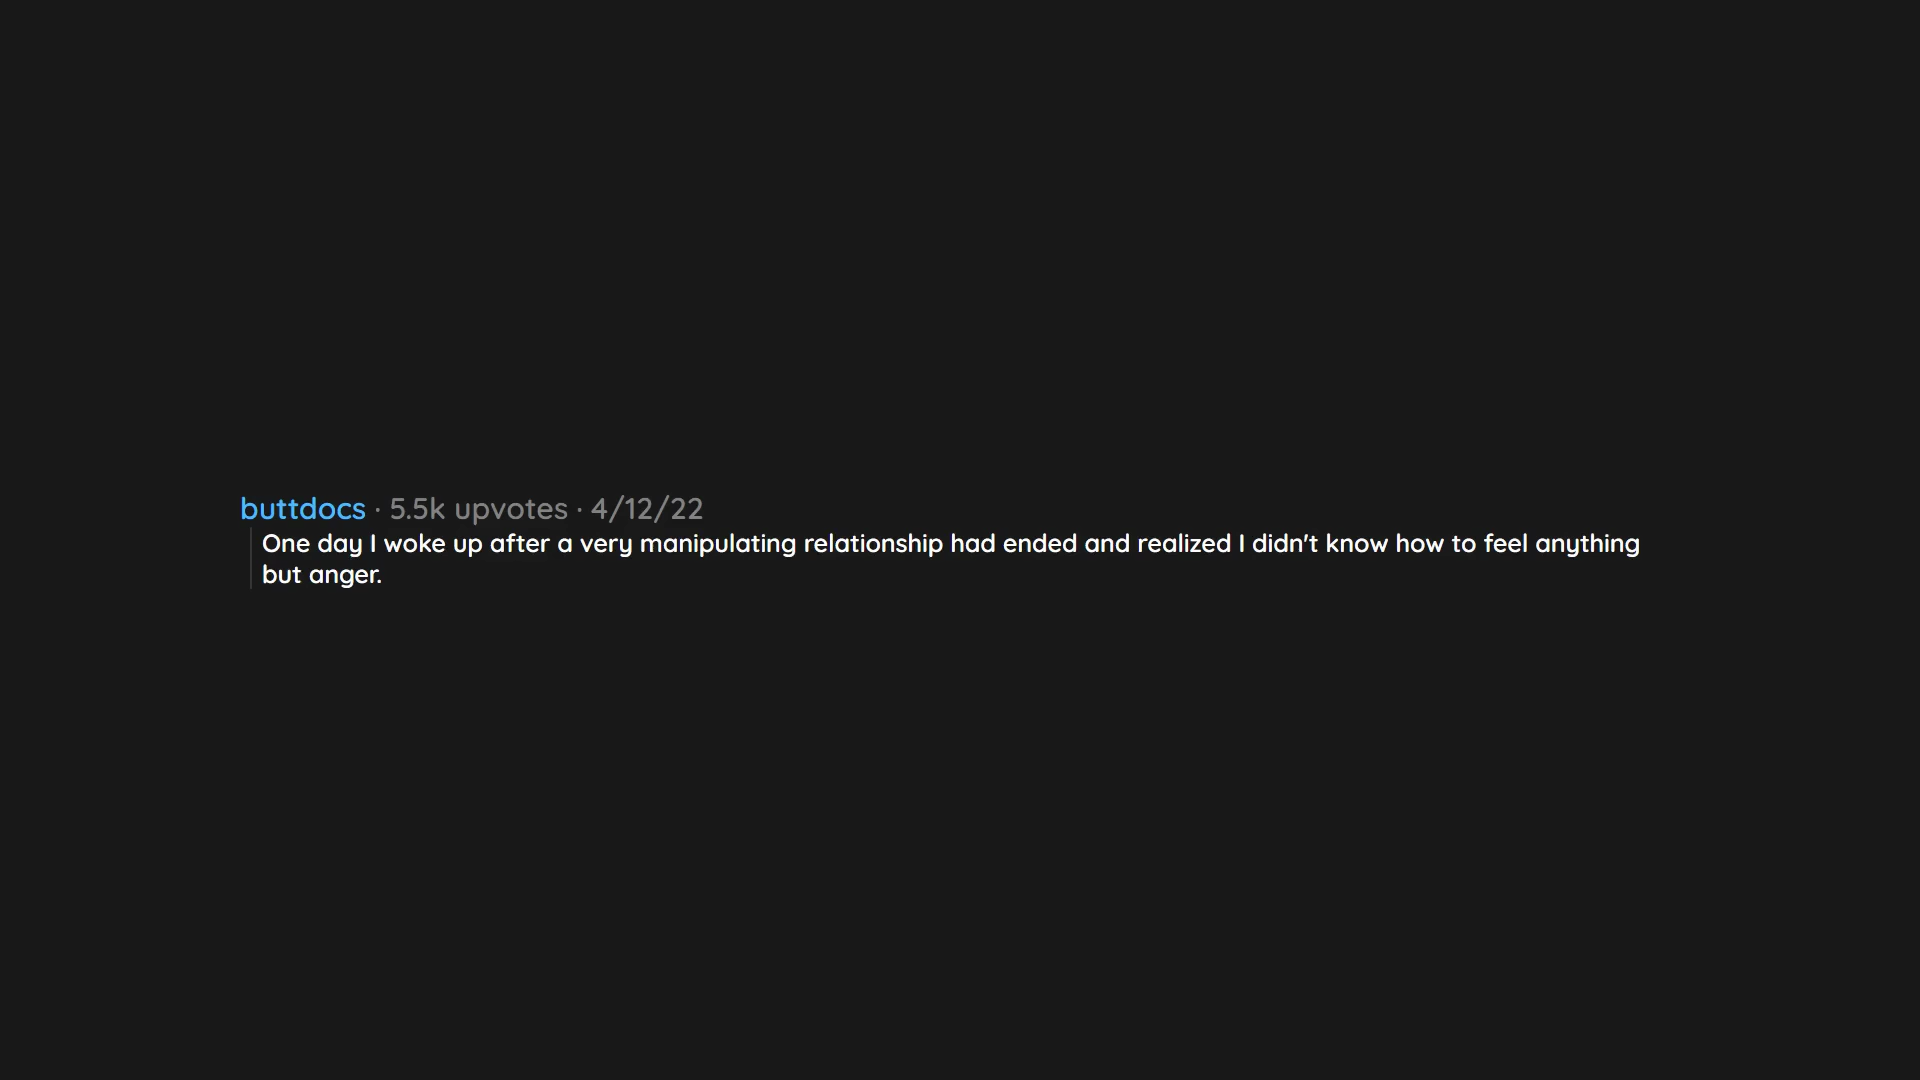 buttdocs · 5.5k upvotes · 4/12/22
One day I woke up after a very manipulating relationship had ended and realized I didn't know how to feel anything
but anger.